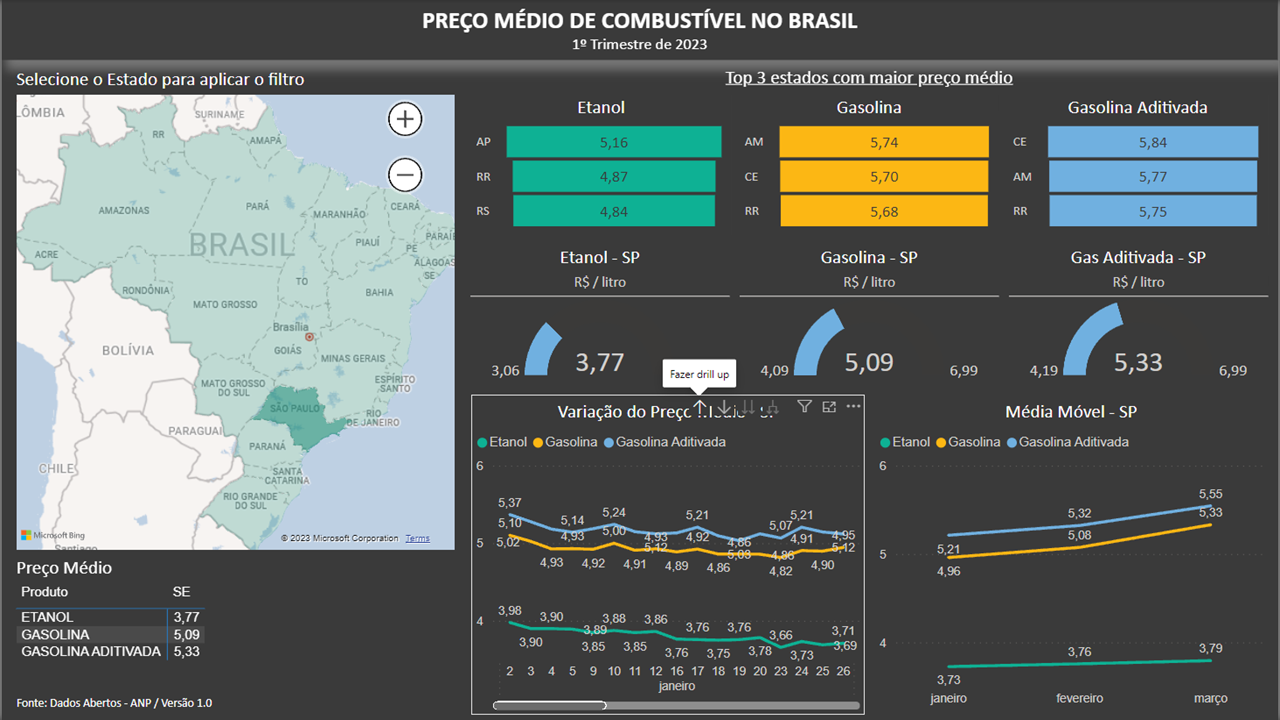 PREÇO MÉDIO DE COMBUSTÍVEL NO BRASIL
1º Trimestre de 2023
Selecione o Estado para aplicar o filtro
LÔMBIA
SURINAME
RR
AMAPÁ
AMAZONAS
PARÁ
MARANHÃO
CEARÁ
BRASIL
PIAUÍ
PARAÍ
PE
ALAGOAS
SE
ACRE
TO
RONDÔNIA
BAHIA
MATO GROSSO
Brasília
GOIÁS
BOLÍVIA
MINAS GERAIS
MATO GROSSO
DO SUL
ESPÍRITO
SANTO
SÃO PAULO
RIO
DE JANEIRO
PARAGUAI
PARANÁ
CHILE
SANTA
CATARINA
RIO GRANDE
DO SUL
Microsoft Bing
© 2023 Microsoft Corporation Terms
Santiago
Preço Médio
Produto SE
ETANOL 3,77
GASOLINA 5,09
GASOLINA ADITIVADA 5,33
Fonte: Dados Abertos - ANP / Versão 1.0
Top 3 estados com maior preço médio
Etanol
AP 5,16
RR 4,87
RS 4,84
Gasolina
AM 5,74
CE 5,70
RR 5,68
Gasolina Aditivada
CE 5,84
AM 5,77
RR 5,75
Etanol - SP
R$ / litro
3,06 3,77
Gasolina - SP
R$ / litro
4,09 5,09 6,99
Gas Aditivada - SP
R$ / litro
4,19 5,33 6,99
Fazer drill up
Variação do Preço
Etanol Gasolina Gasolina Aditivada
6
5,37
5,10 5,14 5,24 5,21 5,07 5,21
5,02 4,93 5,00 4,93 4,92 4,91 4,95
5
5,12
4,93 4,92 4,91 4,89 4,86 4,82 4,90
4
3,98 3,90 3,89 3,88 3,86 3,76 3,76 3,66 3,71
3,90 3,85 3,85 3,76 3,75 3,78 3,73 3,69
2 3 4 5 9 10 11 12 16 17 18 19 20 23 24 25 26
janeiro
Média Móvel - SP
Etanol Gasolina Gasolina Aditivada
6
5,21 5,32 5,55
5
4,96 5,08 5,33
4
3,73 3,76 3,79
janeiro fevereiro março